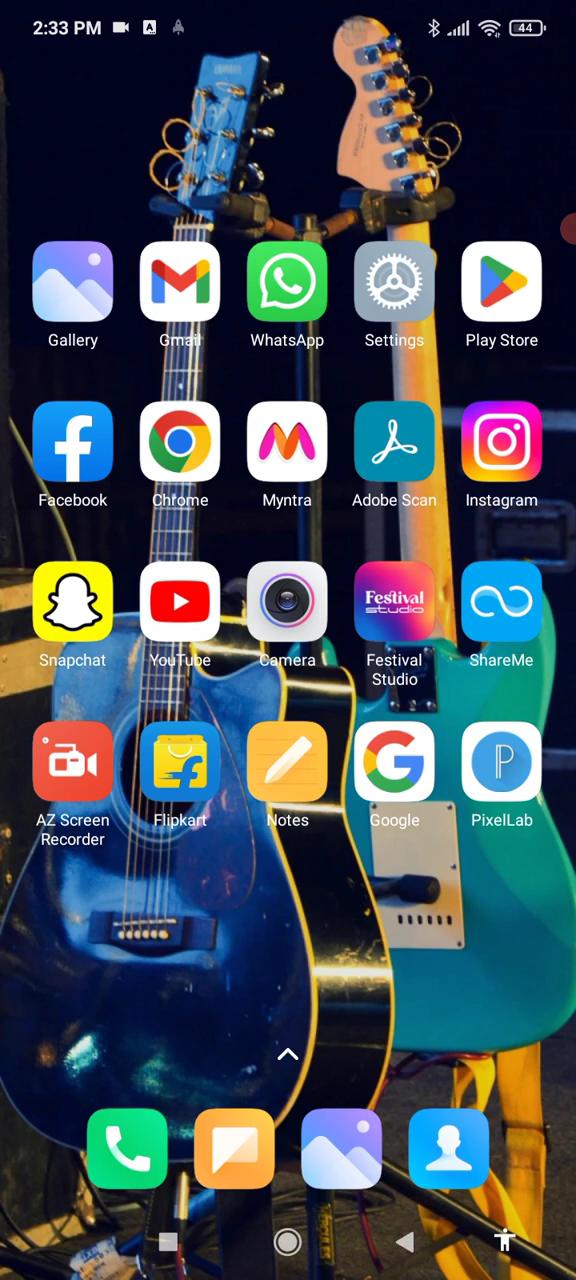 2:33 PM
44
Gallery
Gmail
WhatsApp
Settings
Play Store
Facebook
Chrome
Myntra
Adobe Scan
Instagram
Festival
studio
Snapchat
YouTube
Camera
Festival
Studio
ShareMe
AZ Screen
Recorder
Flipkart
Notes
Google
PixelLab